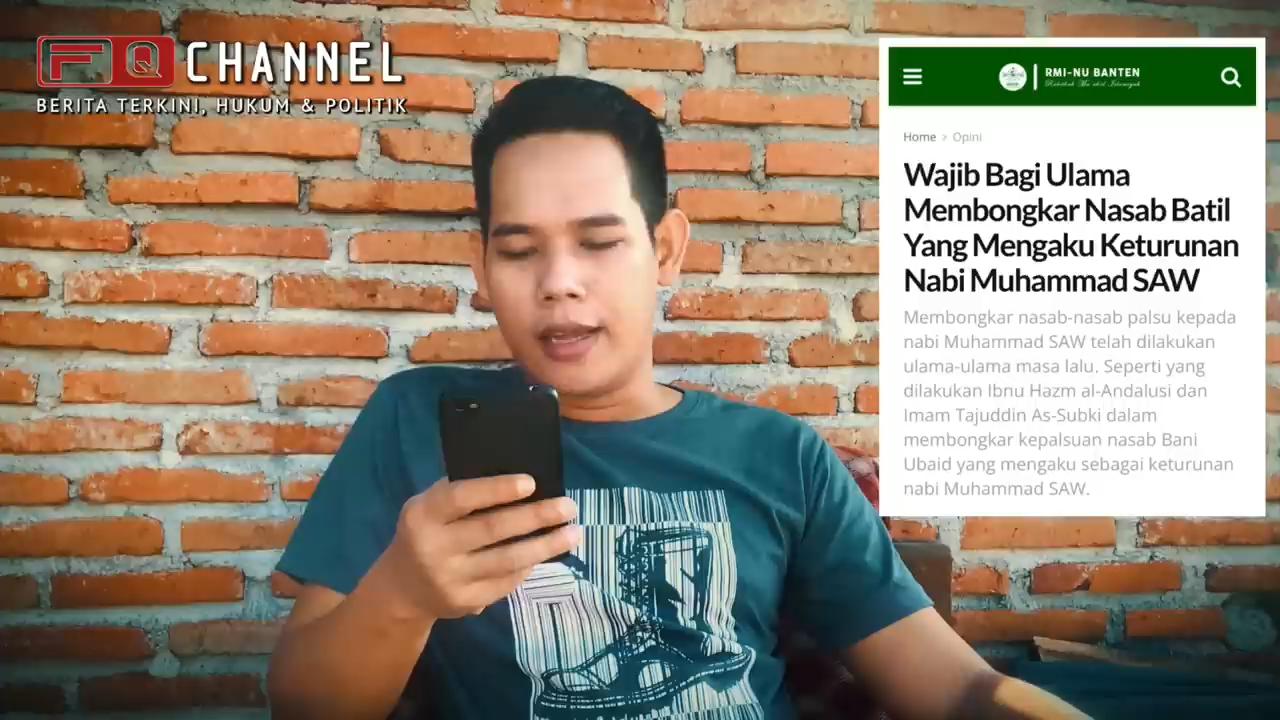 FQ CHANNEL
BERITA TERKINI, HUKUM & POLITIK
RMI-NU BANTEN
Home > Opini
Wajib Bagi Ulama
Membongkar Nasab Batil
Yang Mengaku Keturunan
Nabi Muhammad SAW
Membongkar nasab-nasab palsu kepada
nabi Muhammad SAW telah dilakukan
ulama-ulama masa lalu. Seperti yang
dilakukan Ibnu Hazm al-Andalusi dan
Imam Tajuddin As-Subki dalam
membongkar kepalsuan nasab Bani
Ubaid yang mengaku sebagai keturunan
nabi Muhammad SAW.